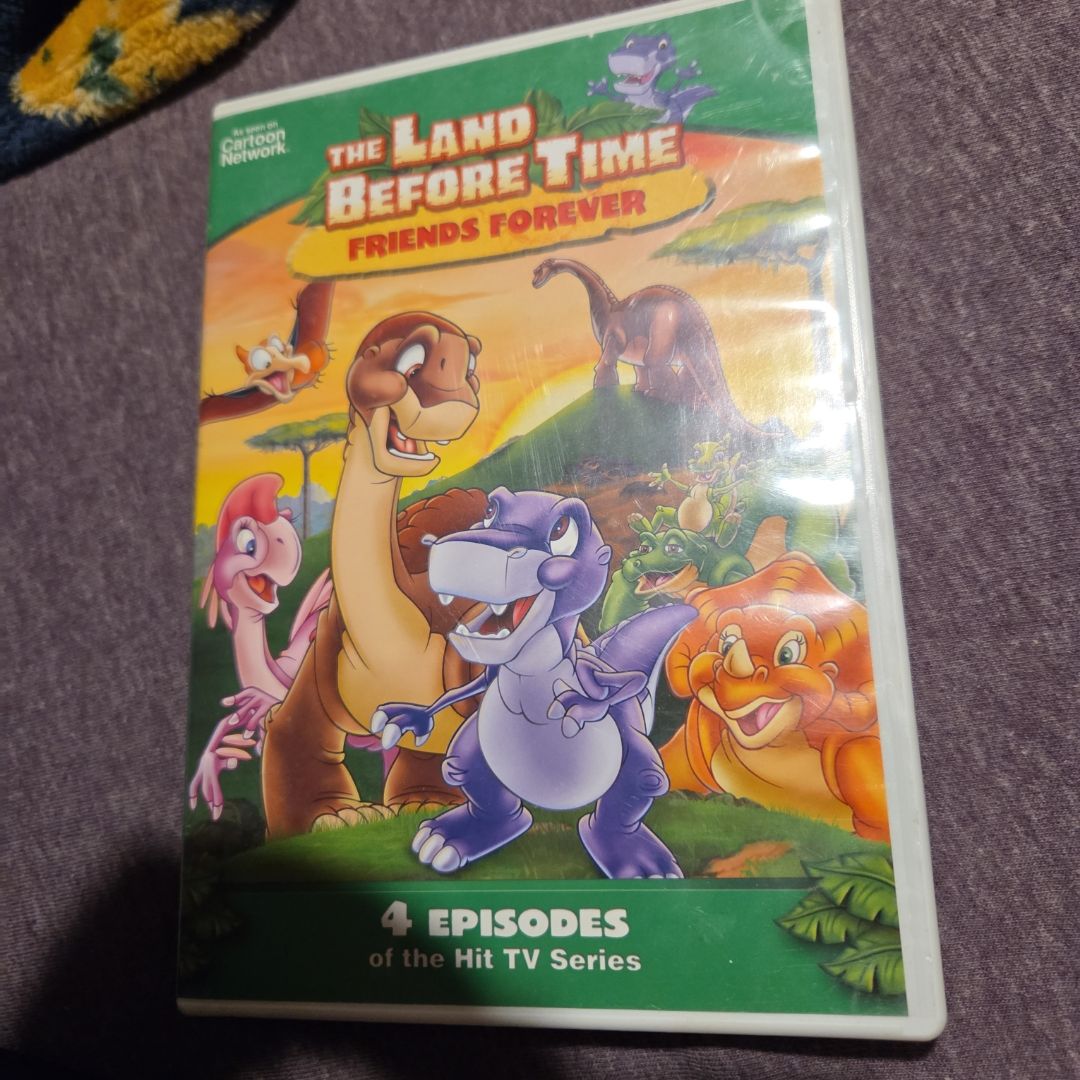 As seen on
Cartoon
Network
THE LAND
BEFORE TIME®
FRIENDS FOREVER
4 EPISODES
of the Hit TV Series